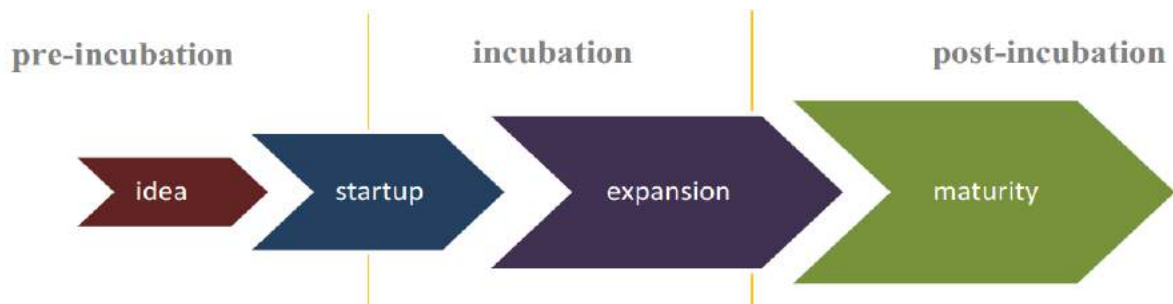 pre-incubation
incubation
post-incubation
idea
startup
expansion
maturity